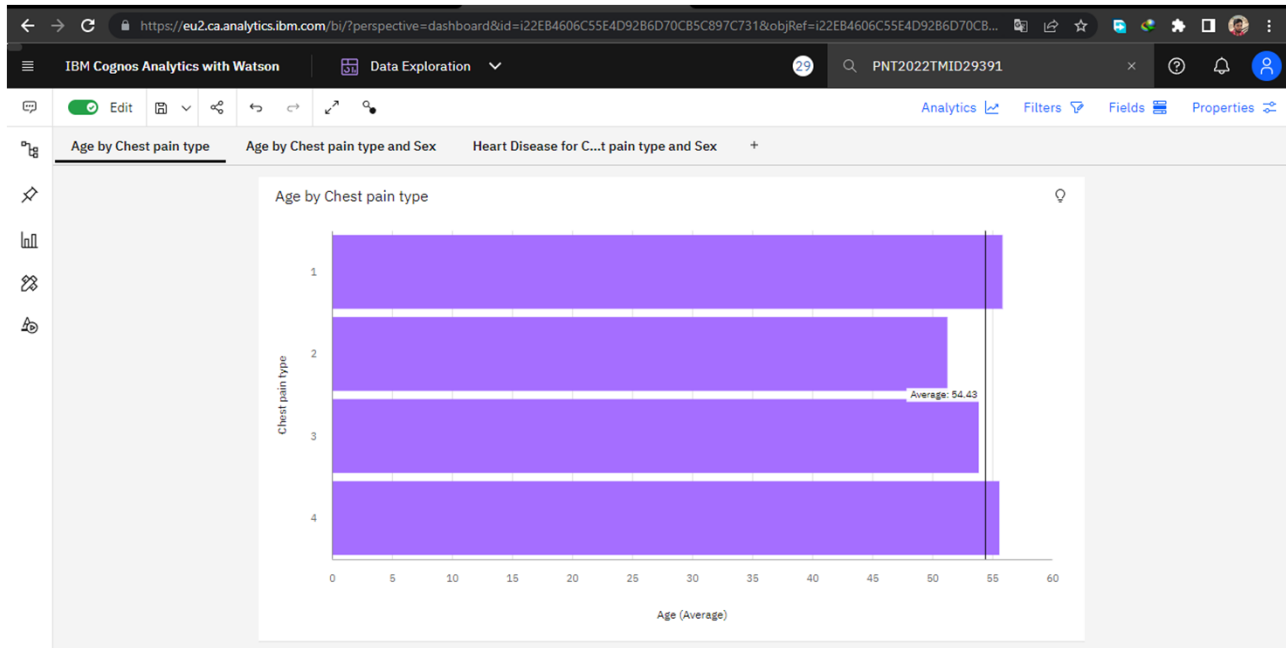 https://eu2.ca.analytics.ibm.com/bi/?perspective=dashboard&id=i22EB4606C55E4D92B6D70CB5C897C731&objRef=i22EB4606C55E4D92B6D70CB...
IBM Cognos Analytics with Watson
Data Exploration
29
PNT2022TMID29391
Edit
Analytics
Filters
Fields
Properties
Age by Chest pain type
Age by Chest pain type and Sex
Heart Disease for C...t pain type and Sex
+
Age by Chest pain type
Chest pain type
1
2
3
4
Average: 54.43
0 5 10 15 20 25 30 35 40 45 50 55 60
Age (Average)